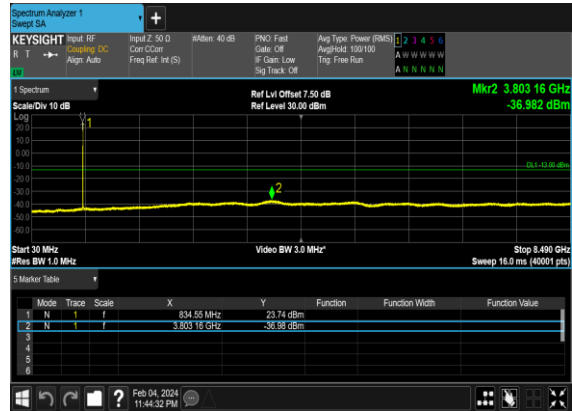 Spectrum Analyzer 1
Swept SA
+
KEYSIGHT Input: RF Input Z: 50 Ω #Atten: 40 dB PNO: Fast Avg Type: Power (RMS) 1 2 3 4 5 6
R T Coupling: DC Corr CCorr Gate: Off Avg|Hold: 100/100 A W W W W W
Align: Auto Freq Ref: Int (S) IF Gain: Low Trig: Free Run
Sig Track: Off A N N N N N
1 Spectrum Ref Lvl Offset 7.50 dB Mkr2 3.803 16 GHz
Scale/Div 10 dB Ref Level 30.00 dBm -36.982 dBm
Log
20.0
10.0
0.00
-10.0
-20.0
-30.0
-40.0
-50.0
-60.0
1
DL1 -13.00 dBm
2
Start 30 MHz Video BW 3.0 MHz* Stop 8.490 GHz
#Res BW 1.0 MHz Sweep 16.0 ms (40001 pts)
5 Marker Table
Mode Trace Scale X Y Function Function Width Function Value
1 N 1 f 834.55 MHz 23.74 dBm
2 N 1 f 3.803 16 GHz -36.98 dBm
3
4
5
6
? Feb 04, 2024
11:44:32 PM